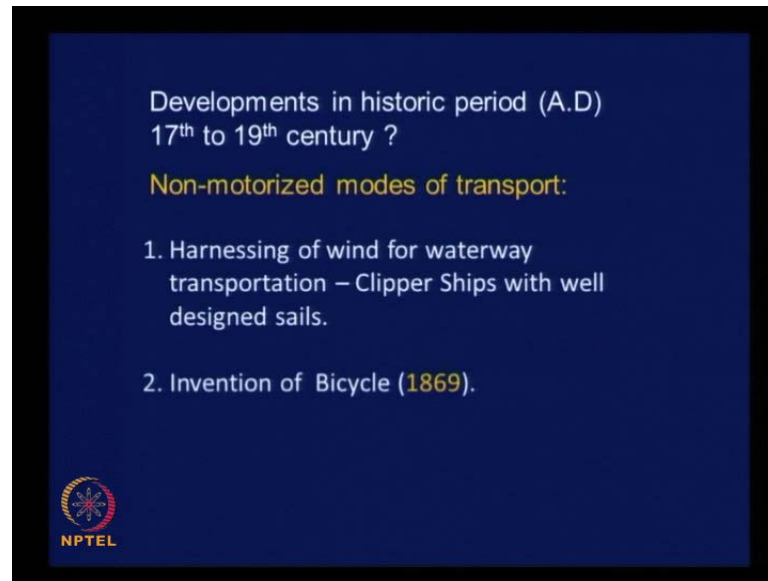 Developments in historic period (A.D)
17th to 19th century ?
Non-motorized modes of transport:
1. Harnessing of wind for waterway
transportation – Clipper Ships with well
designed sails.
2. Invention of Bicycle (1869).
NPTEL